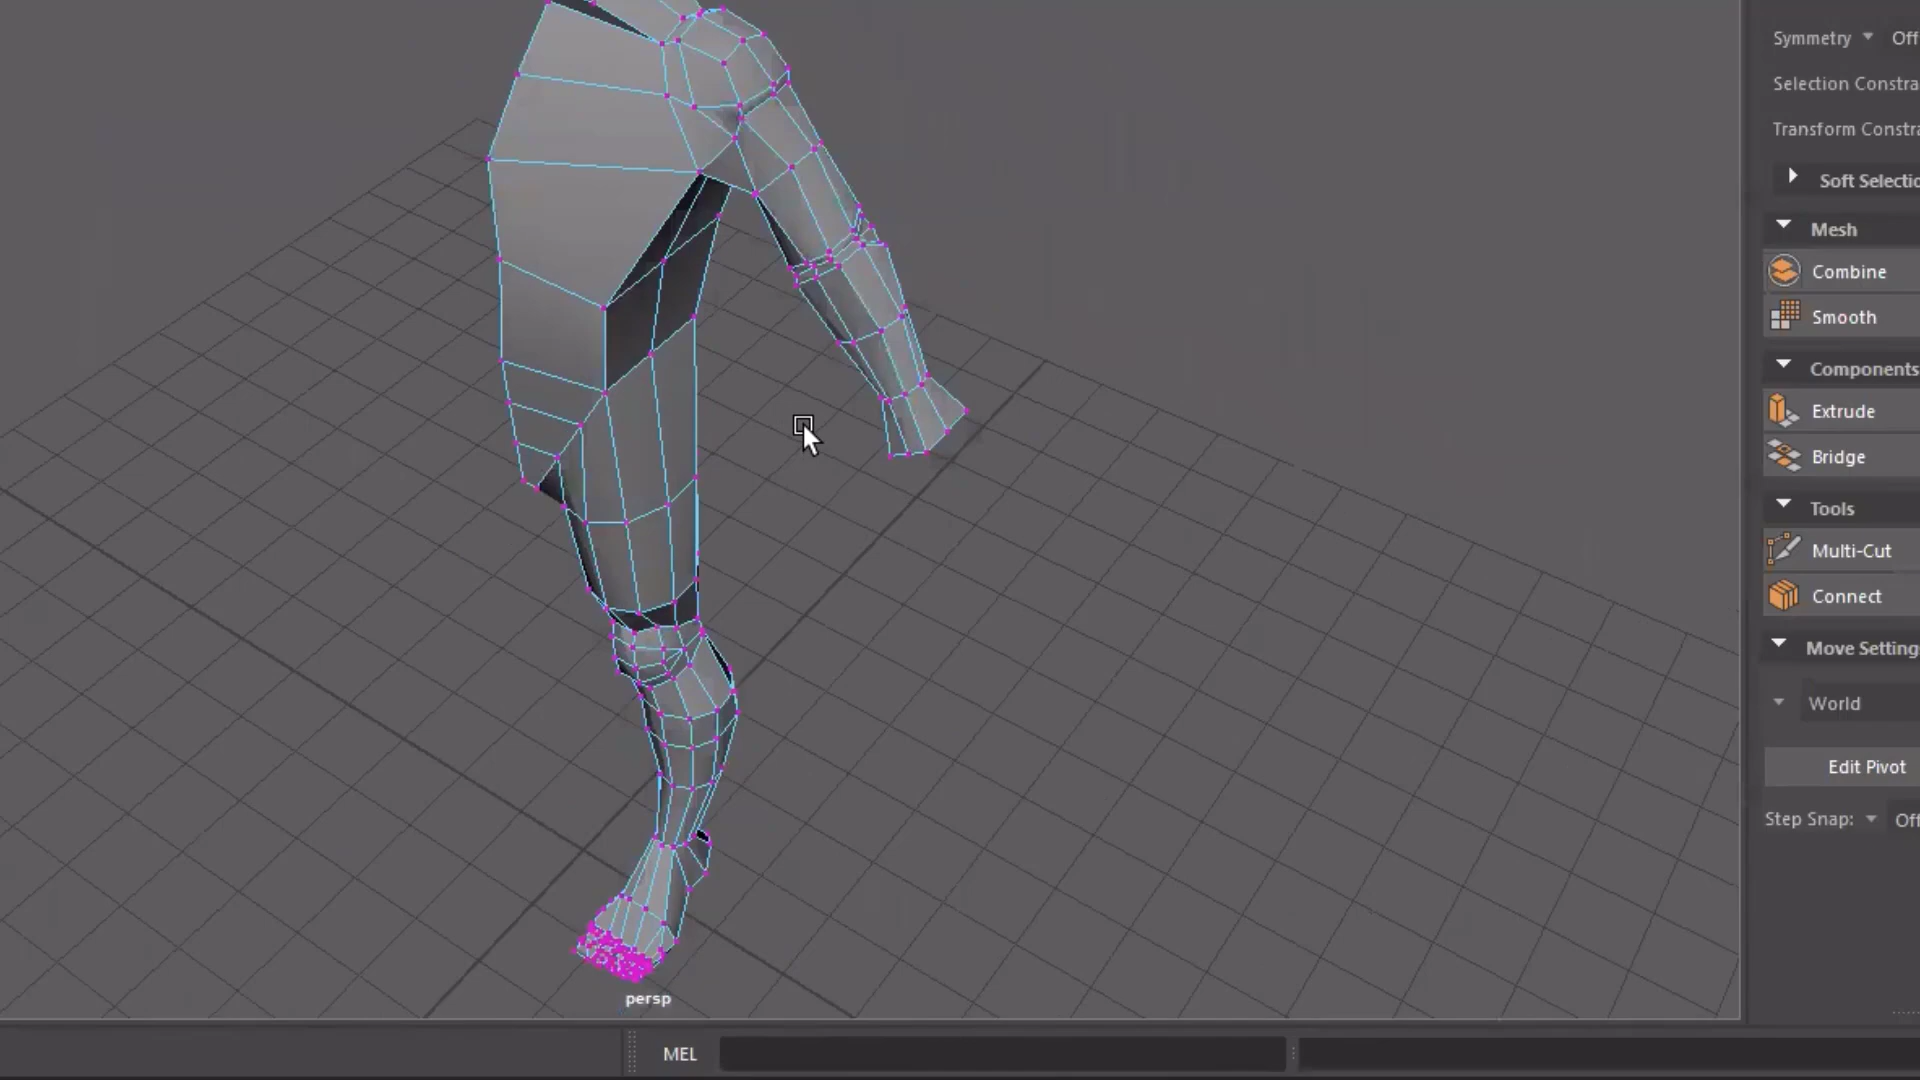 Symmetry Off
Selection Constra
Transform Constra
Soft Selectio
Mesh
Combine
Smooth
Components
Extrude
Bridge
Tools
Multi-Cut
Connect
Move Setting
World
Edit Pivot
Step Snap: Off
persp
MEL